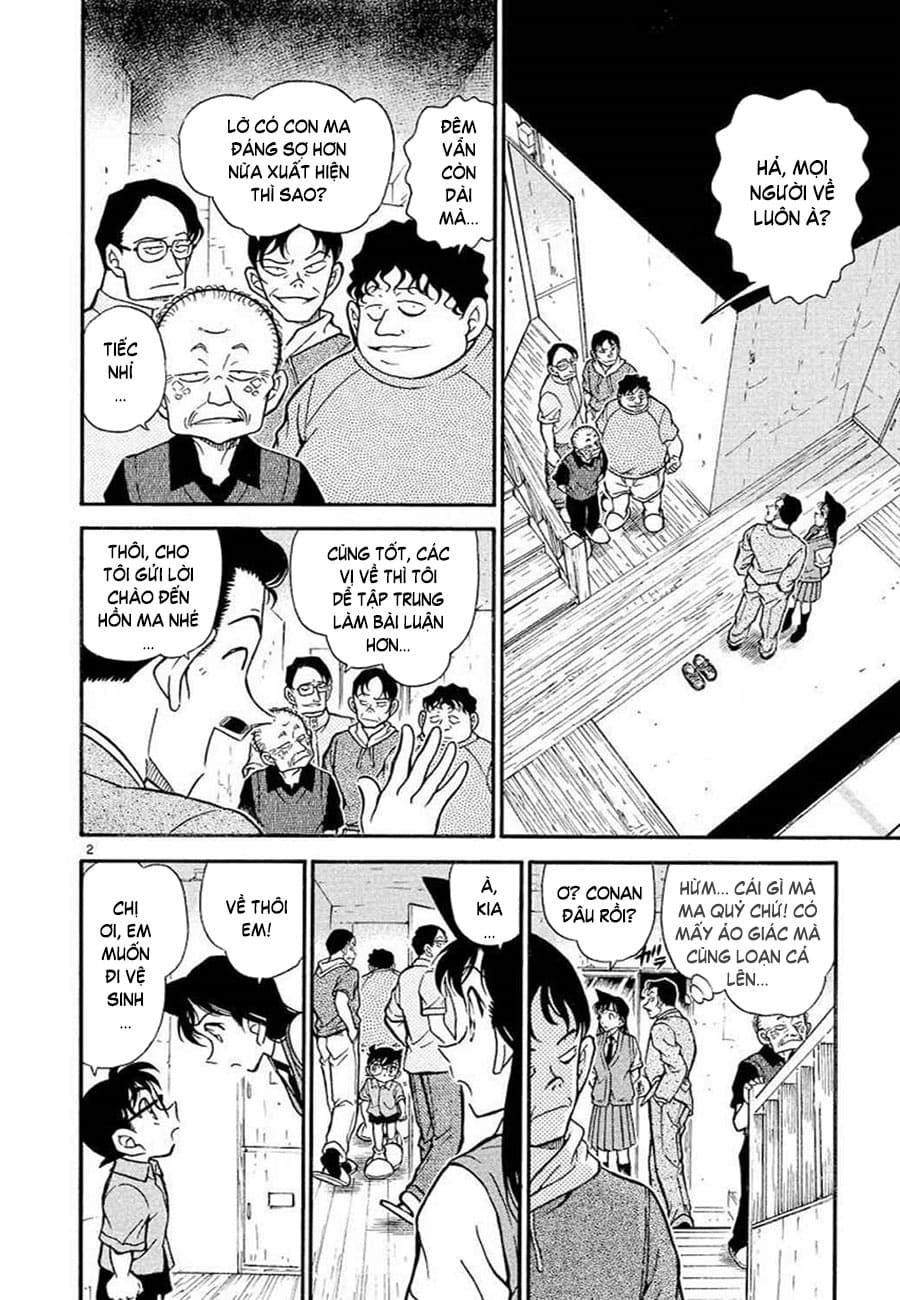 HẢ, MỌI
NGƯỜI VỀ
LUÔN À?
ĐÊM
VẪN
CÒN
DÀI
MÀ...
LỠ CÓ CON MA
ĐÁNG SỢ HƠN
NỮA XUẤT HIỆN
THÌ SAO?
TIẾC
NHỈ
...
CŨNG TỐT, CÁC
VỊ VỀ THÌ TÔI
DỄ TẬP TRUNG
LÀM BÀI LUẬN
HƠN...
THÔI, CHO
TÔI GỬI LỜI
CHÀO ĐẾN
HỒN MA NHÉ
...
2
HỪM... CÁI GÌ MÀ
MA QUỶ CHỨ! CÓ
MẤY ẢO GIÁC MÀ
CŨNG LOẠN CẢ
LÊN...
Ơ? CONAN
ĐÂU RỒI?
ガラ
À,
KIA
...
VỀ THÔI
EM!
CHỊ
ƠI, EM
MUỐN
ĐI VỆ
SINH
...